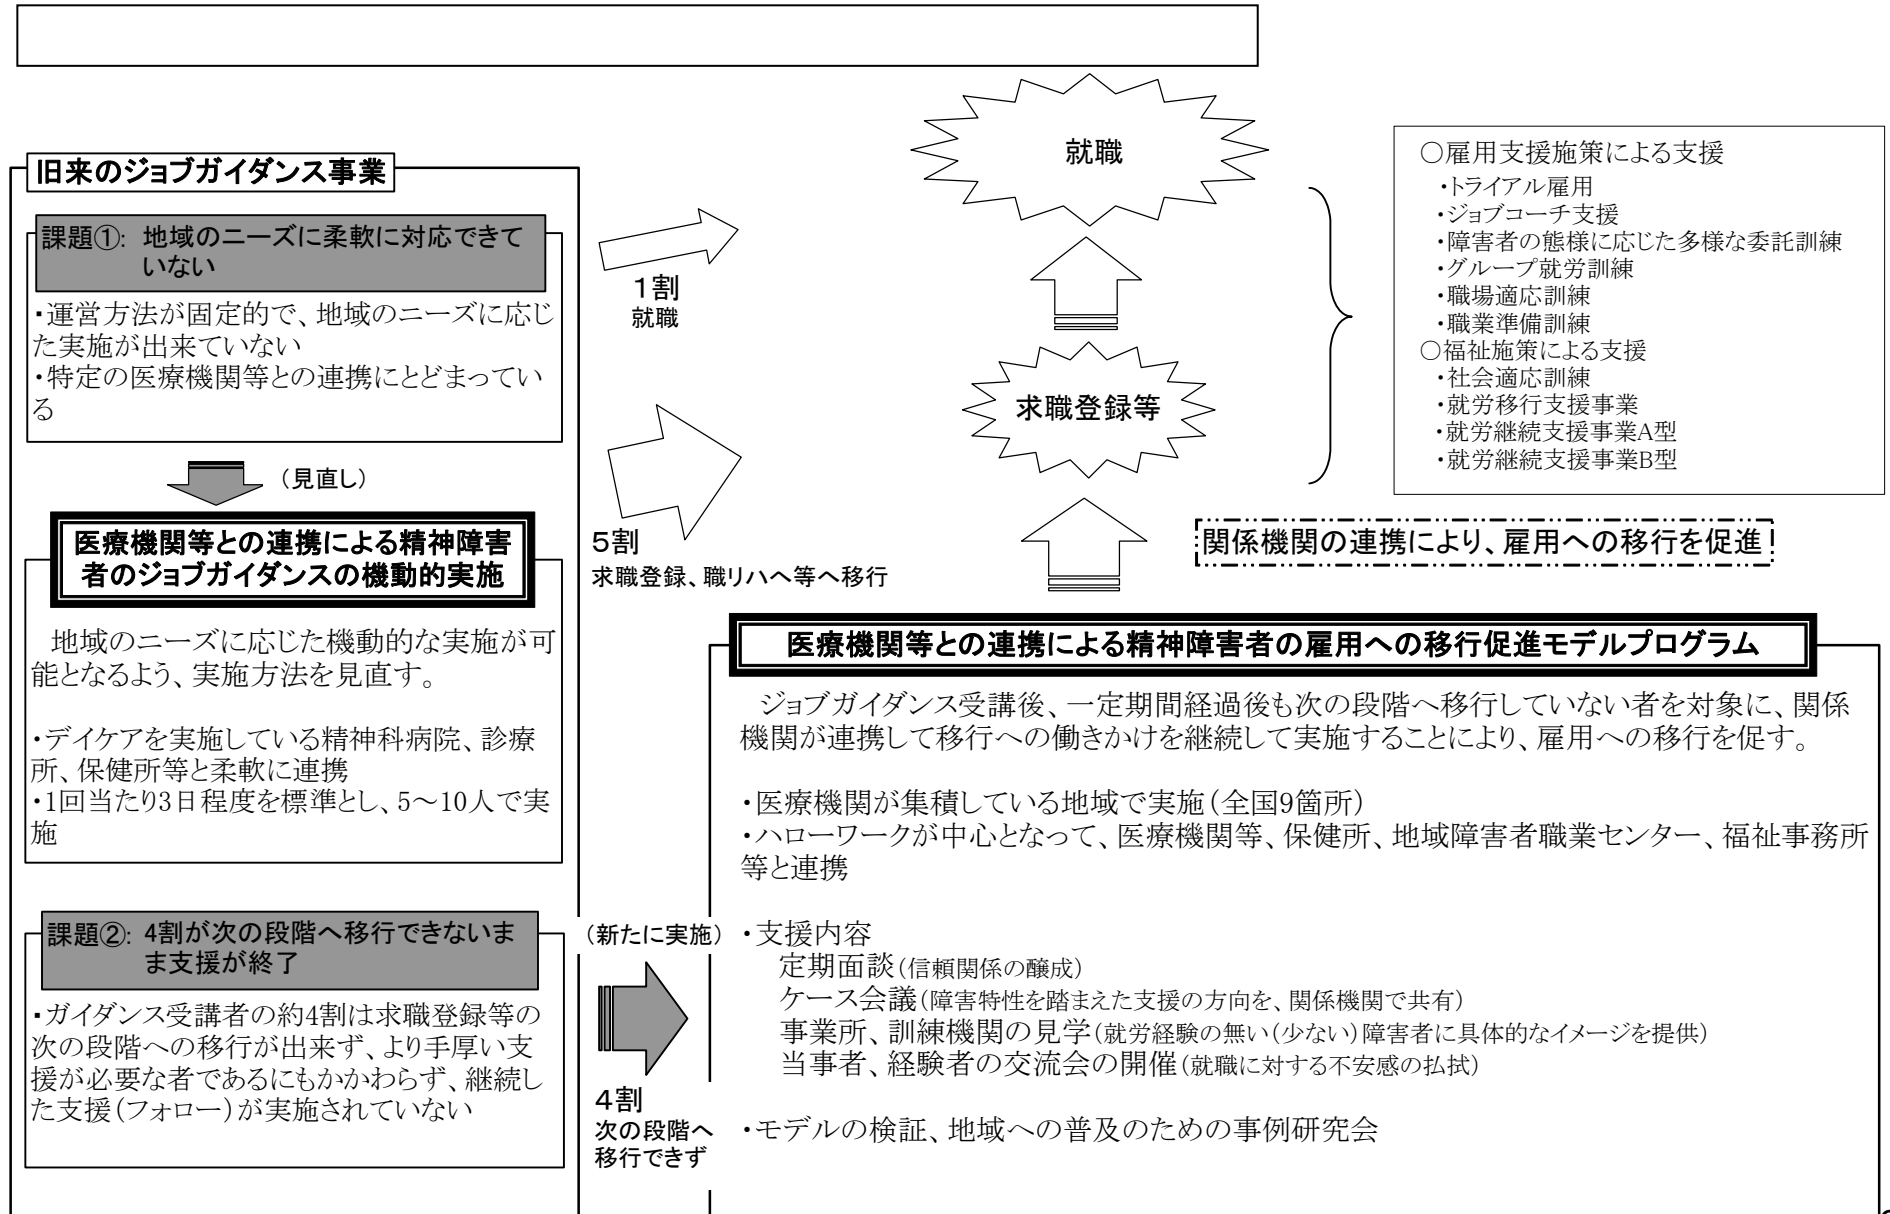 旧来のジョブガイダンス事業
課題①: 地域のニーズに柔軟に対応できて
いない
・運営方法が固定的で、地域のニーズに応じ
た実施が出来ていない
・特定の医療機関等との連携にとどまってい
る
（見直し）
医療機関等との連携による精神障害
者のジョブガイダンスの機動的実施
地域のニーズに応じた機動的な実施が可
能となるよう、実施方法を見直す。
・デイケアを実施している精神科病院、診療
所、保健所等と柔軟に連携
・1回当たり3日程度を標準とし、5～10人で実
施
課題②: 4割が次の段階へ移行できないま
ま支援が終了
・ガイダンス受講者の約4割は求職登録等の
次の段階への移行が出来ず、より手厚い支
援が必要な者であるにもかかわらず、継続し
た支援（フォロー）が実施されていない
１割
就職
5割
求職登録、職リハへ等へ移行
（新たに実施）
４割
次の段階へ
移行できず
就職
求職登録等
○雇用支援施策による支援
・トライアル雇用
・ジョブコーチ支援
・障害者の態様に応じた多様な委託訓練
・グループ就労訓練
・職場適応訓練
・職業準備訓練
○福祉施策による支援
・社会適応訓練
・就労移行支援事業
・就労継続支援事業A型
・就労継続支援事業B型
関係機関の連携により、雇用への移行を促進
医療機関等との連携による精神障害者の雇用への移行促進モデルプログラム
ジョブガイダンス受講後、一定期間経過後も次の段階へ移行していない者を対象に、関係
機関が連携して移行への働きかけを継続して実施することにより、雇用への移行を促す。
・医療機関が集積している地域で実施（全国9箇所）
・ハローワークが中心となって、医療機関等、保健所、地域障害者職業センター、福祉事務所
等と連携
・支援内容
定期面談（信頼関係の醸成）
ケース会議（障害特性を踏まえた支援の方向を、関係機関で共有）
事業所、訓練機関の見学（就労経験の無い（少ない）障害者に具体的なイメージを提供）
当事者、経験者の交流会の開催（就職に対する不安感の払拭）
・モデルの検証、地域への普及のための事例研究会